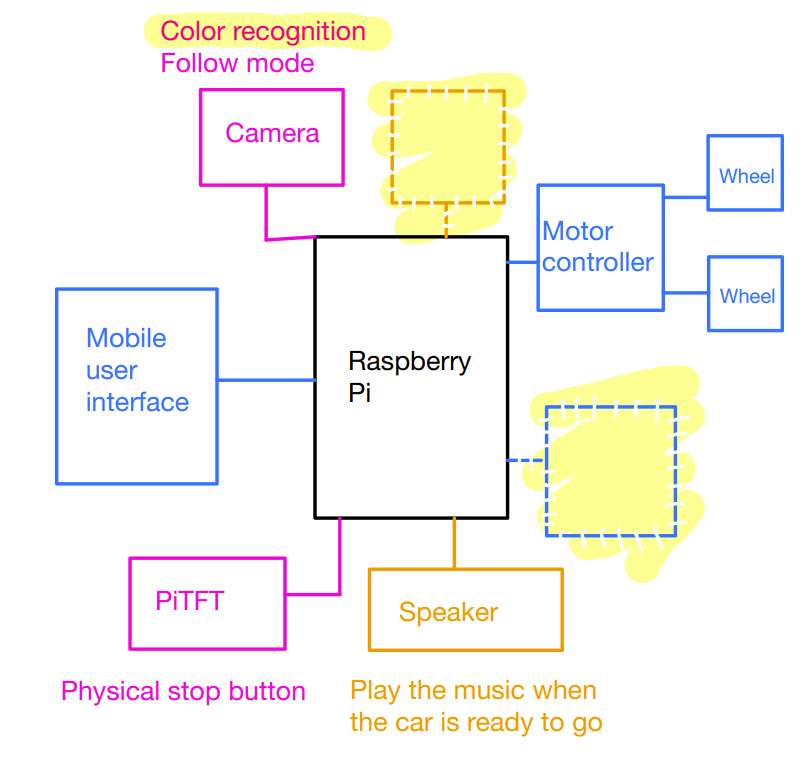 Color recognition
Follow mode
Camera
Motor
controller
Wheel
Wheel
Mobile
user
interface
Raspberry
Pi
PiTFT
Speaker
Physical stop button
Play the music when
the car is ready to go